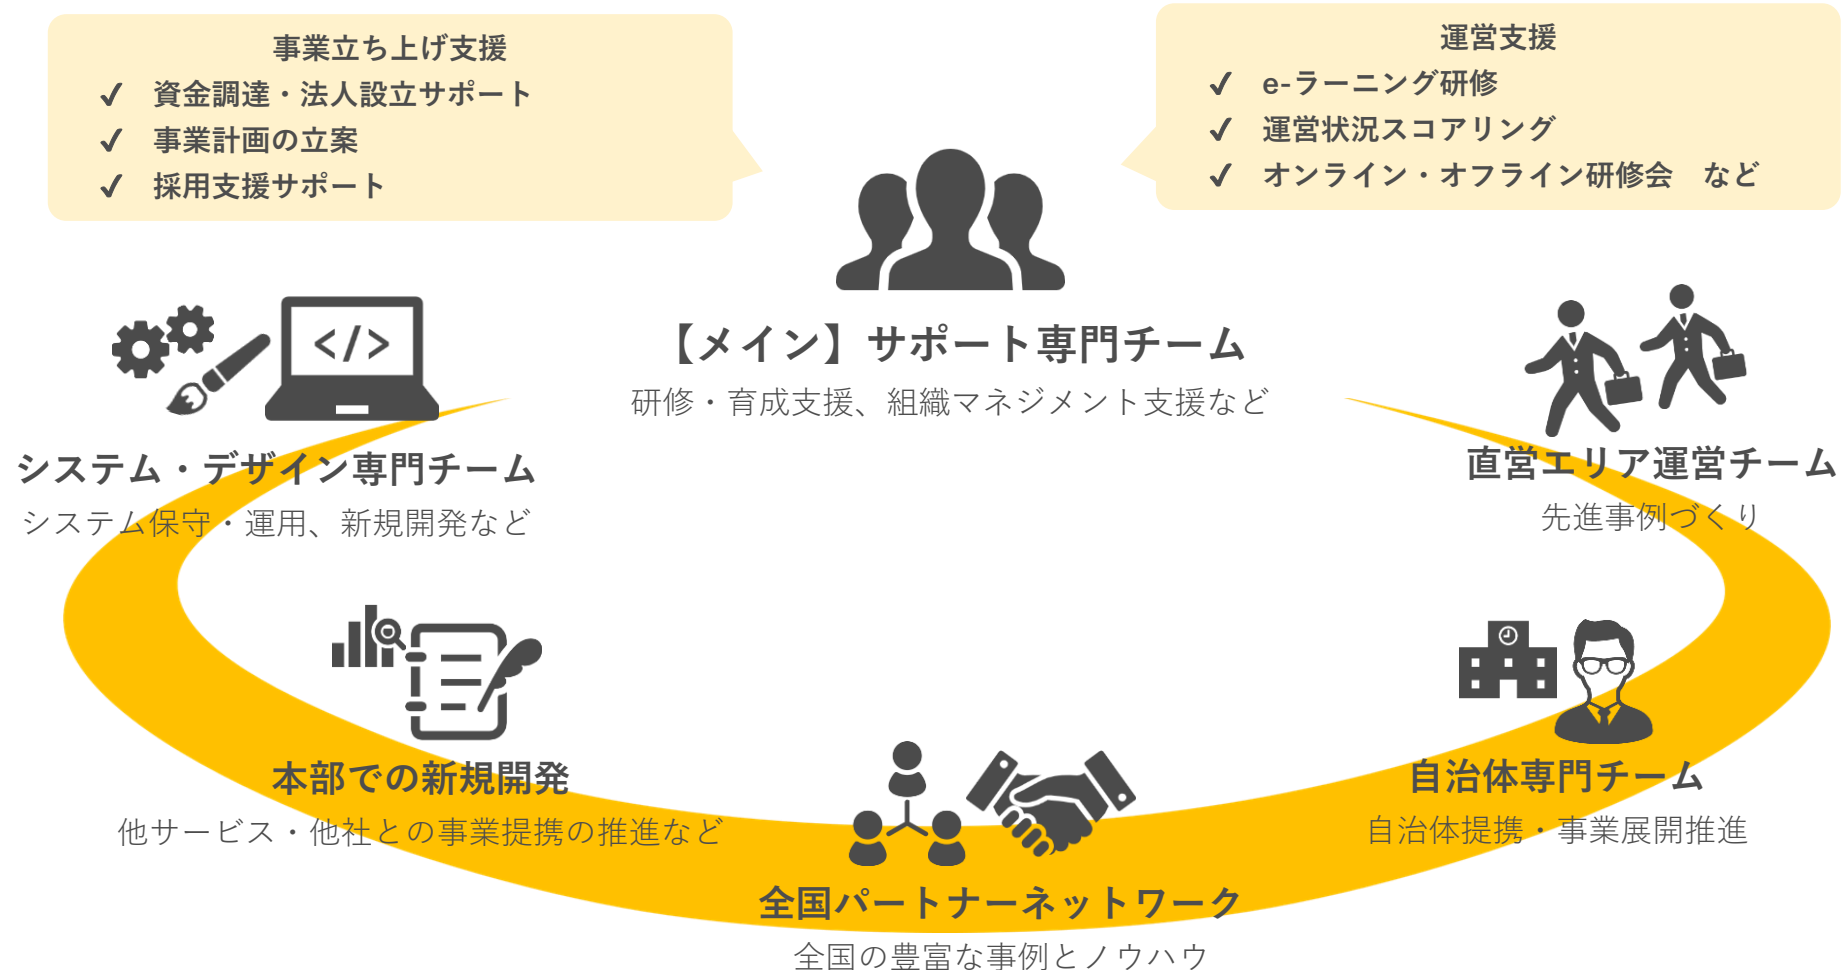 事業立ち上げ支援
✓ 資金調達・法人設立サポート
✓ 事業計画の立案
✓ 採用支援サポート
運営支援
✓ e-ラーニング研修
✓ 運営状況スコアリング
✓ オンライン・オフライン研修会 など
</>
【メイン】サポート専門チーム
研修・育成支援、組織マネジメント支援など
システム・デザイン専門チーム
システム保守・運用、新規開発など
直営エリア運営チーム
先進事例づくり
本部での新規開発
他サービス・他社との事業提携の推進など
自治体専門チーム
自治体提携・事業展開推進
全国パートナーネットワーク
全国の豊富な事例とノウハウ